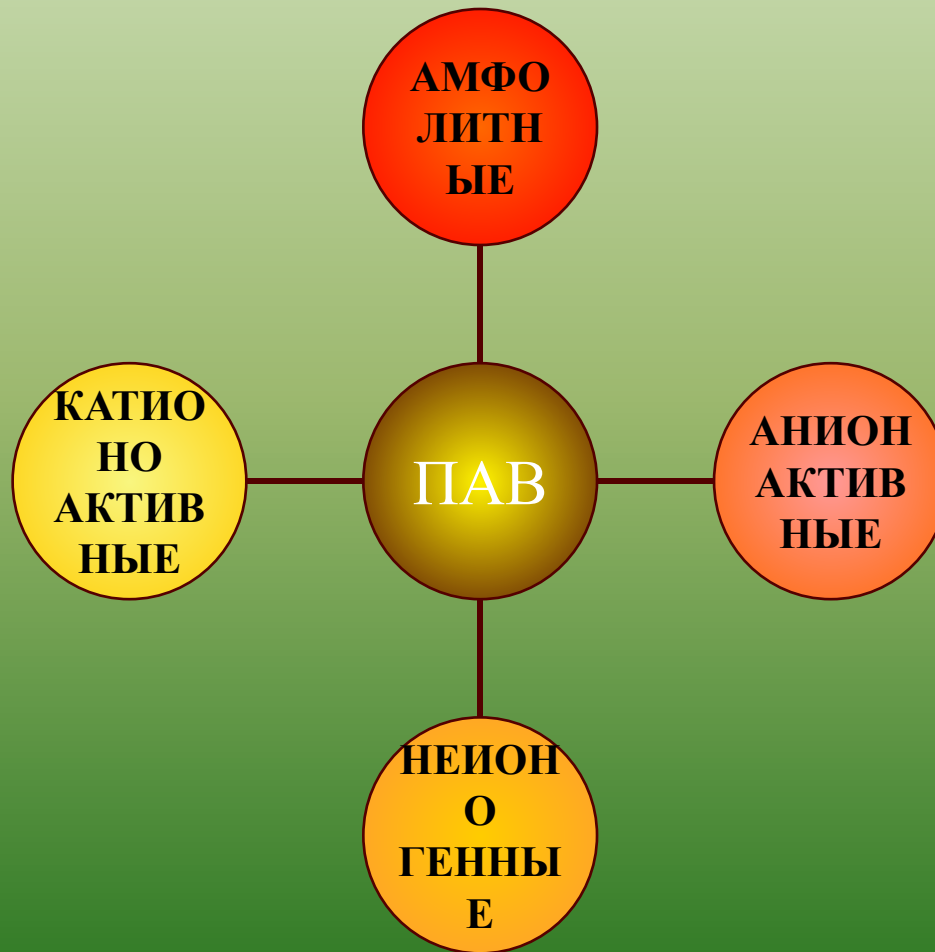 АМФО
ЛИТН
ЫЕ
КАТИО
НО
АКТИВ
НЫЕ
ПАВ
АНИОН
АКТИВ
НЫЕ
НЕИОН
О
ГЕННЫ
Е